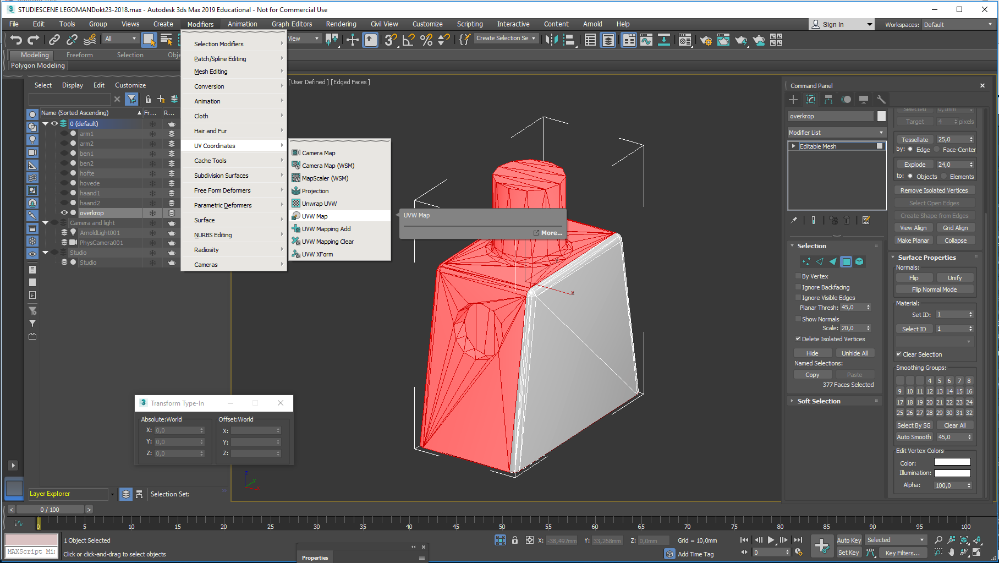 STUDIESCENE LEGOMANDokt23-2018.max - Autodesk 3ds Max 2019 Educational - Not for Commercial Use
File Edit Tools Group Views Create Modifiers Animation Graph Editors Rendering Civil View Customize Scripting Interactive Content Arnold Help
Sign In
Workspaces: Default
All
View
Create Selection Se
Modeling Freeform Selection Obje
Polygon Modeling
Select Display Edit Customize
Name (Sorted Ascending) Fr... R...
0 (default)
arm1
arm2
ben1
ben2
hofte
hovede
haand1
haand2
overkrop
Camera and light
ArnoldLight001
PhysCamera001
Studio
Studio
Selection Modifiers
Patch/Spline Editing
Mesh Editing
Conversion
Animation
Cloth
Hair and Fur
UV Coordinates
Cache Tools
Subdivision Surfaces
Free Form Deformers
Parametric Deformers
Surface
NURBS Editing
Radiosity
Cameras
Camera Map
Camera Map (WSM)
MapScaler (WSM)
Projection
Unwrap UVW
UVW Map
UVW Mapping Add
UVW Mapping Clear
UVW XForm
[User Defined ] [Edged Faces ]
UVW Map
More...
x
Transform Type-In
Absolute:World Offset:World
X: 0,0 X:
Y: 0,0 Y:
Z: 0,0 Z:
z
y
Layer Explorer
Selection Set:
Command Panel
overkrop
Modifier List
Editable Mesh
Selection
By Vertex
Ignore Backfacing
Ignore Visible Edges
Planar Thresh: 45,0
Show Normals
Scale: 20,0
Delete Isolated Vertices
Hide Unhide All
Named Selections:
Copy Paste
377 Faces Selected
Soft Selection
Selected 0,1mm
Target 4 pixels
Tessellate 25,0
by: Edge Face-Center
Explode 24,0
to: Objects Elements
Remove Isolated Vertices
Select Open Edges
Create Shape from Edges
View Align Grid Align
Make Planar Collapse
Surface Properties
Normals:
Flip Unify
Flip Normal Mode
Material:
Set ID: 1
Select ID 1
Clear Selection
Smoothing Groups:
4 5 6 7 8
9 10 11 12 13 14 15 16
17 18 19 20 21 22 23 24
25 26 27 28 29 30 31 32
Select By SG Clear All
Auto Smooth 45,0
Edit Vertex Colors
Color:
Illumination:
Alpha: 100,0
< 0 / 100 >
0 5 10 15 20 25 30 35 40 45 50 55 60 65 70 75 80 85 90 95 100
1 Object Selected
MAXScript Mi
Click or click-and-drag to select objects
Properties
X: -38,497mm Y: 33,268mm Z: 0,0mm Grid = 10,0mm
Add Time Tag
0
Auto Key Selected
Set Key Key Filters...